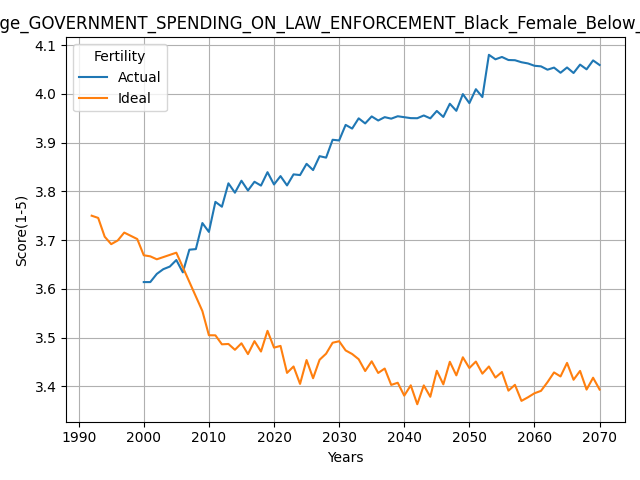 ge_GOVERNMENT_SPENDING_ON_LAW_ENFORCEMENT_Black_Female_Below_
Fertility
Actual
Ideal
4.1
4.0
3.9
3.8
3.7
3.6
3.5
3.4
Score(1-5)
1990 2000 2010 2020 2030 2040 2050 2060 2070
Years